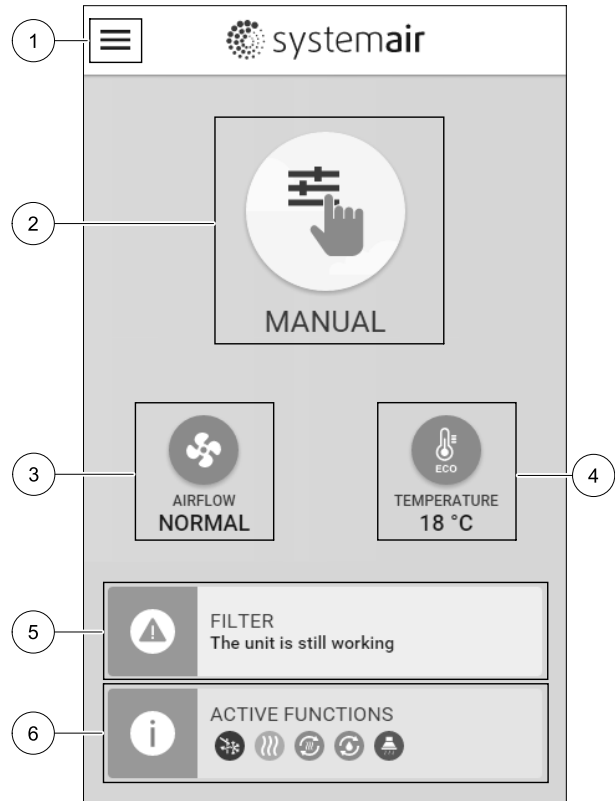 1
systemair
2
MANUAL
3
AIRFLOW
NORMAL
ECO
TEMPERATURE
18 °C
4
5
FILTER
The unit is still working
6
ACTIVE FUNCTIONS